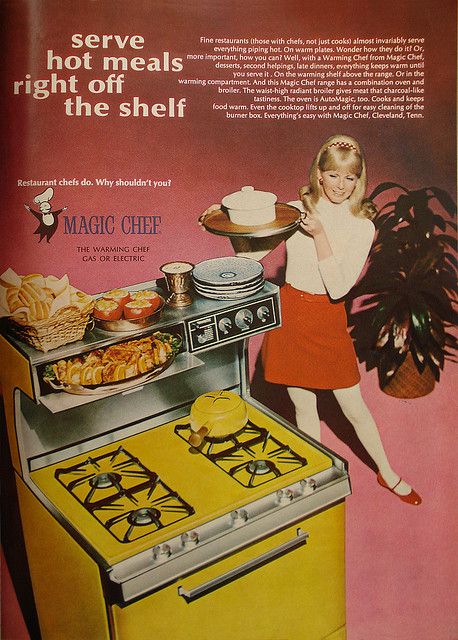 serve
hot meals
right off
the shelf
Fine restaurants (those with chefs, not just cooks) almost invariably serve
everything piping hot. On warm plates. Wonder how they do it? Or,
more important, how you can? Well, with a Warming Chef from Magic Chef,
desserts, second helpings, late dinners, everything keeps warm until
you serve it. On the warming shelf above the range. Or in the
warming compartment. And this Magic Chef range has a combination oven and
broiler. The waist-high radiant broiler gives meat that charcoal-like
tastiness. The oven is AutoMagic, too. Cooks and keeps
food warm. Even the cooktop lifts up and off for easy cleaning of the
burner box. Everything's easy with Magic Chef, Cleveland, Tenn.
Restaurant chefs do. Why shouldn't you?
MAGIC CHEF
THE WARMING CHEF
GAS OR ELECTRIC